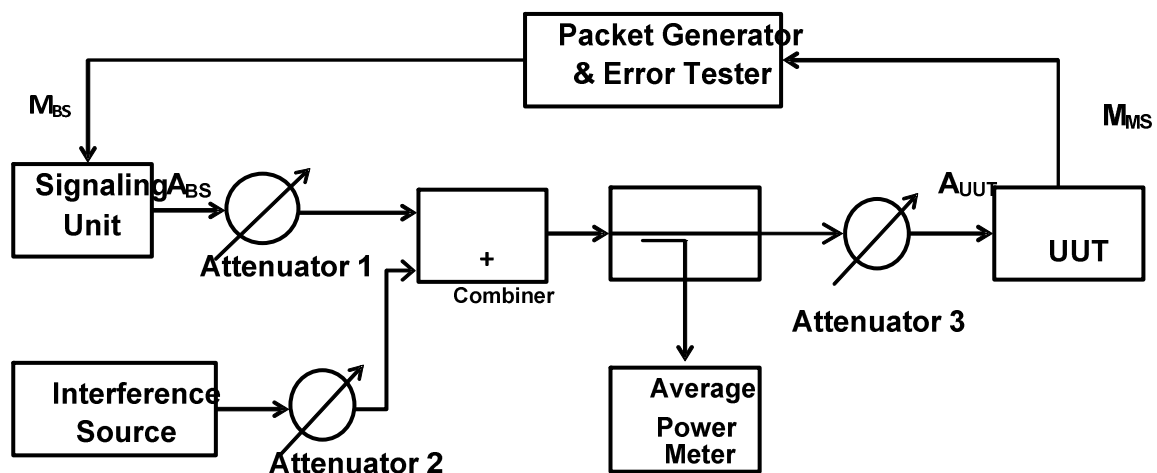 Packet Generator
& Error Tester
MBS
MMS
Signaling
Unit
ABS
Attenuator 1
+
Combiner
AUUT
UUT
Attenuator 3
Interference
Source
Attenuator 2
Average
Power
Meter